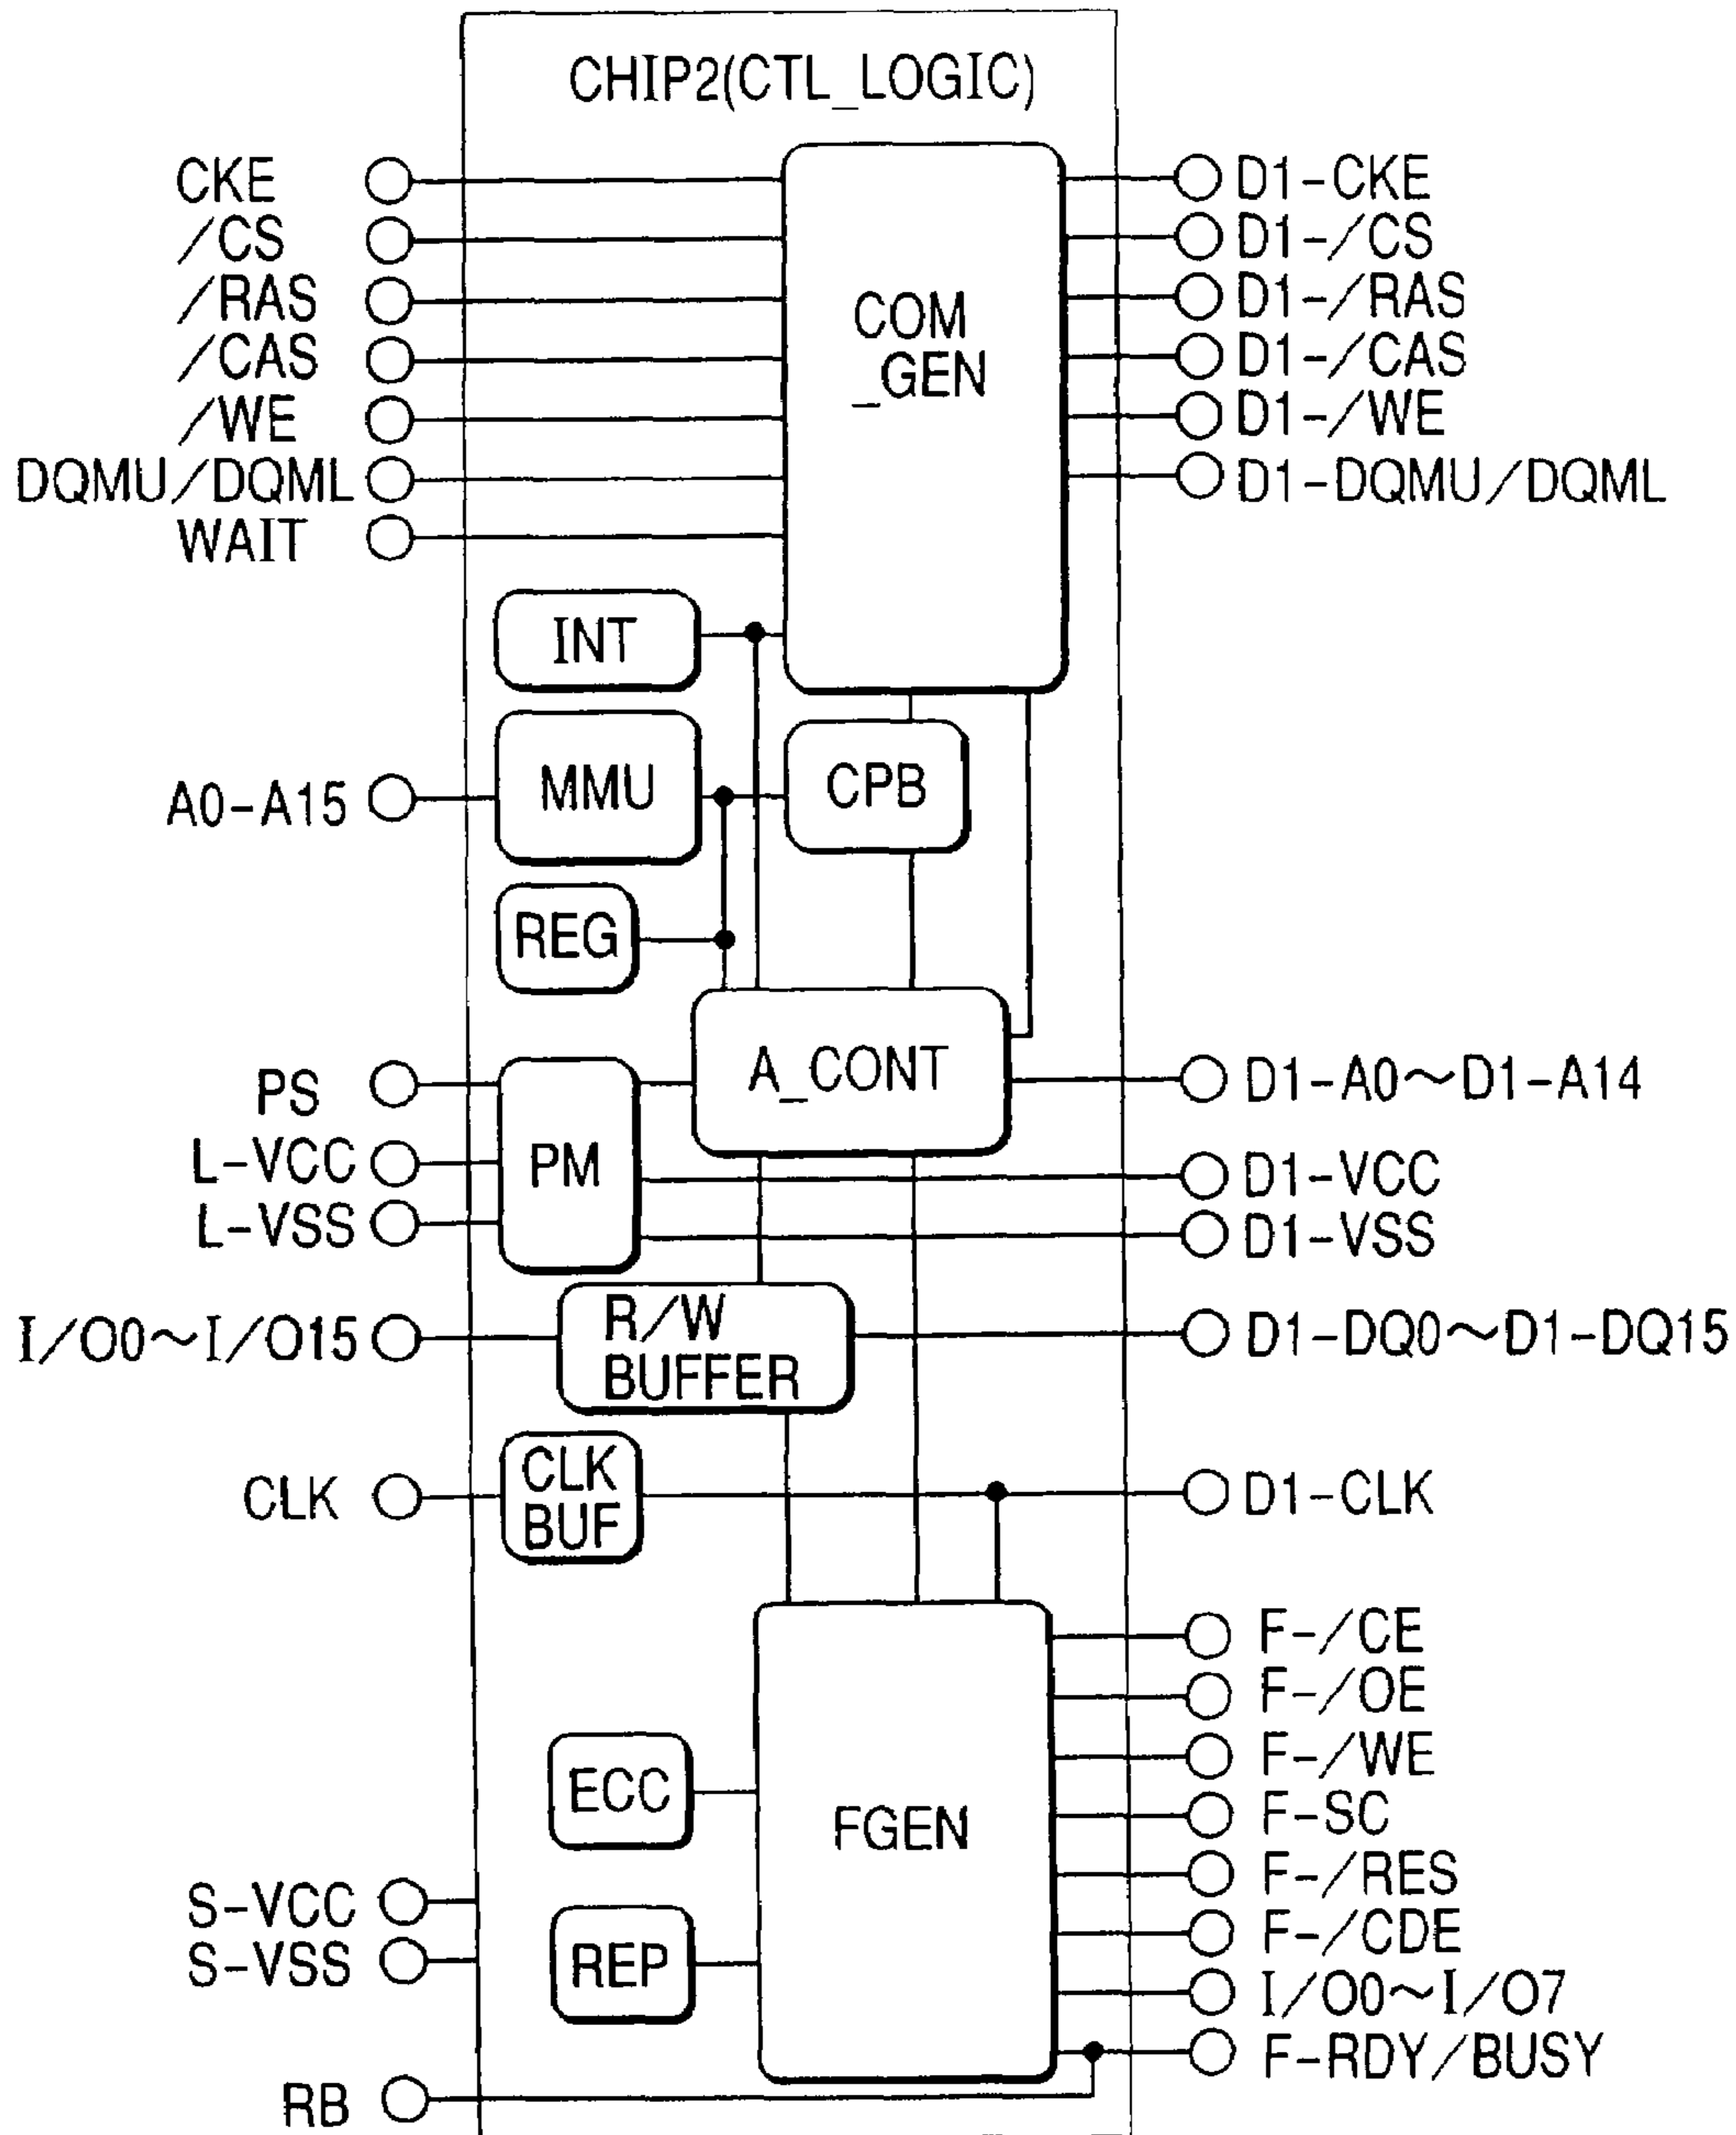 CHIP2(CTL_LOGIC)
CKE
D1-CKE
/CS
D1-/CS
/RAS
D1-/RAS
COM
_GEN
/CAS
D1-/CAS
/WE
D1-/WE
DQMU/DQML
D1-DQMU/DQML
WAIT
INT
A0-A15
MMU
CPB
REG
PS
A_CONT
D1-A0~D1-A14
L-VCC
PM
D1-VCC
L-VSS
D1-VSS
I/O0~I/O15
R/W
BUFFER
D1-DQ0~D1-DQ15
CLK
CLK
BUF
D1-CLK
F-/CE
F-/OE
F-/WE
ECC
FGEN
F-SC
F-/RES
S-VCC
F-/CDE
S-VSS
REP
I/O0~I/O7
F-RDY/BUSY
RB